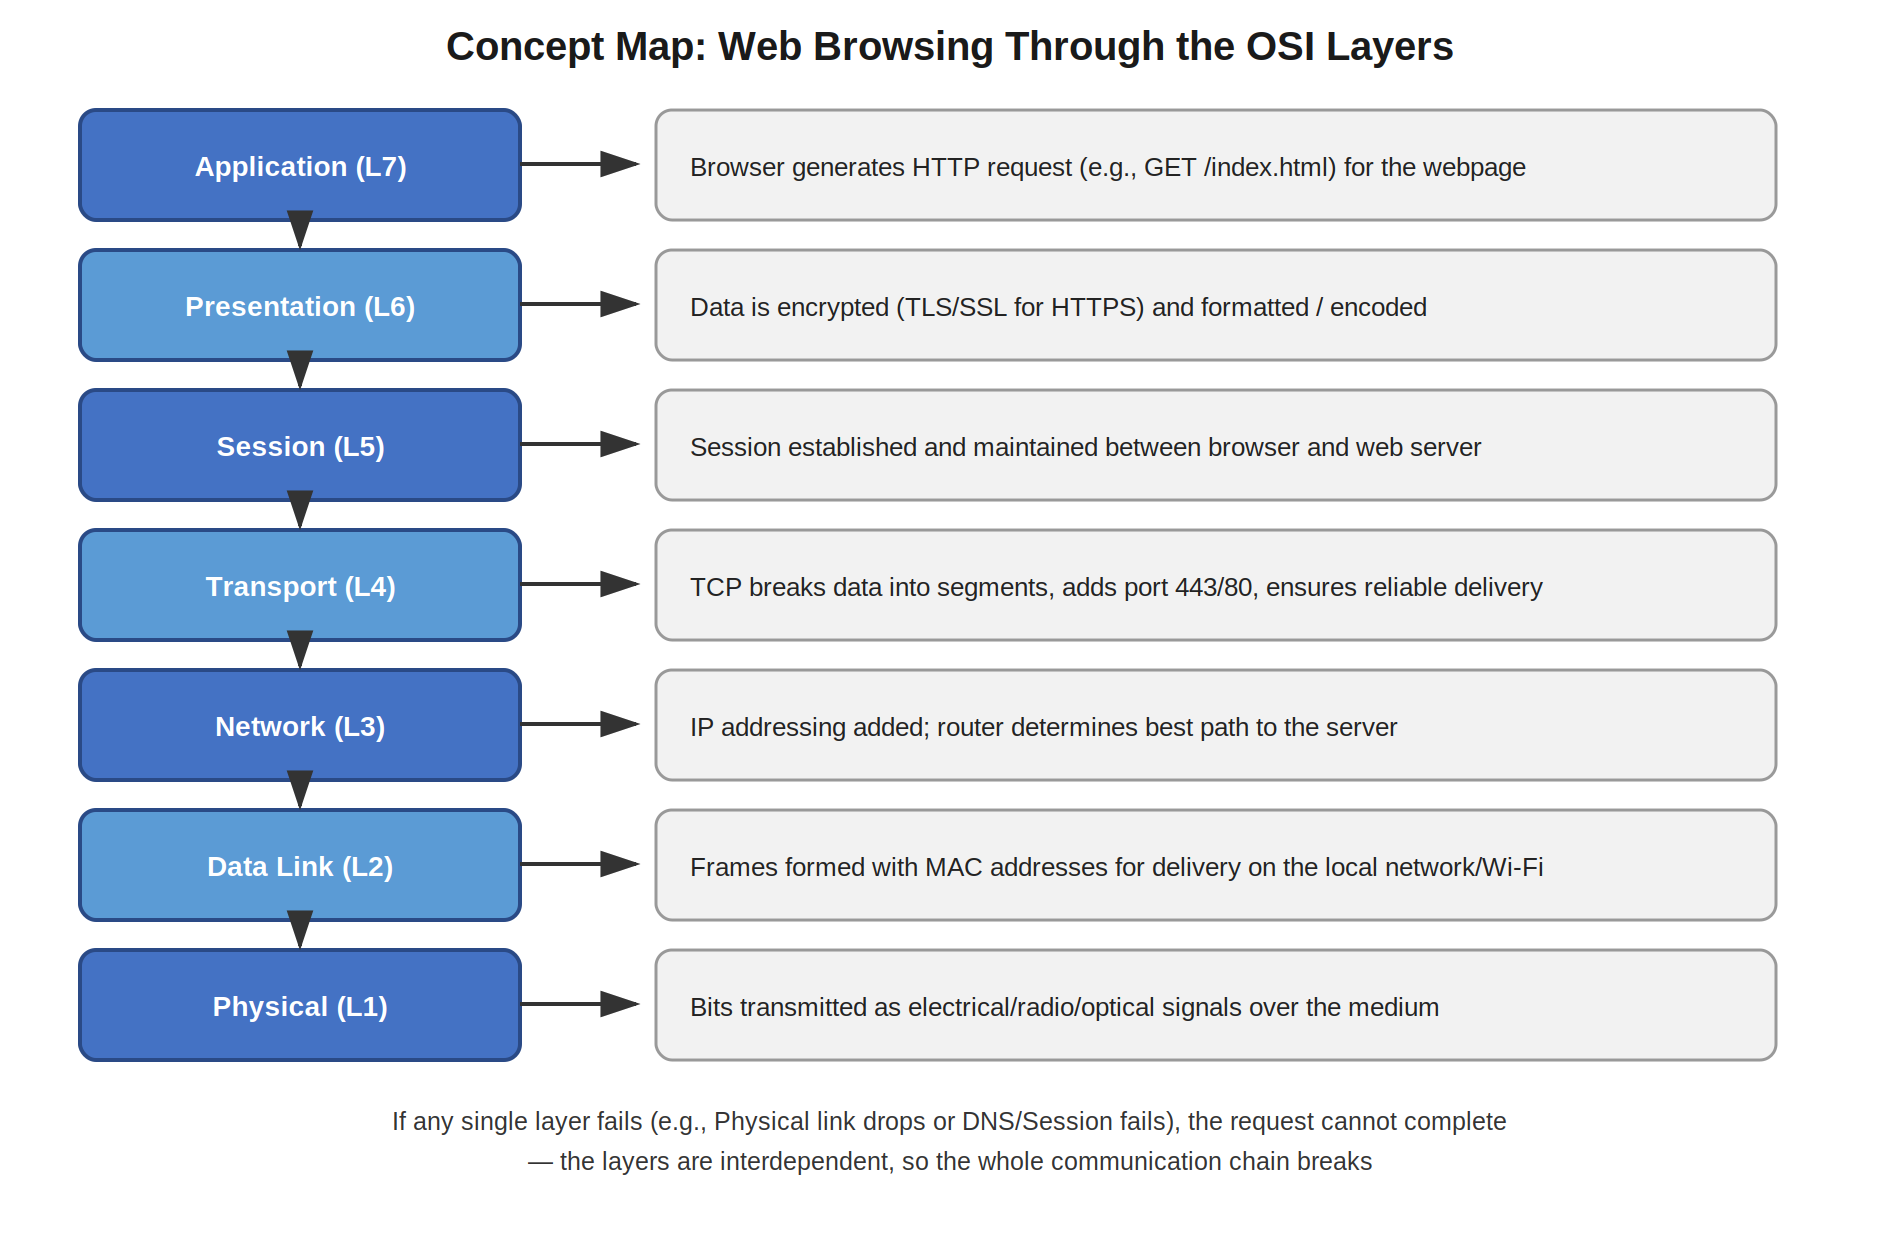 Concept Map: Web Browsing Through the OSI Layers
Application (L7)
Browser generates HTTP request (e.g., GET /index.html) for the webpage
Presentation (L6)
Data is encrypted (TLS/SSL for HTTPS) and formatted / encoded
Session (L5)
Session established and maintained between browser and web server
Transport (L4)
TCP breaks data into segments, adds port 443/80, ensures reliable delivery
Network (L3)
IP addressing added; router determines best path to the server
Data Link (L2)
Frames formed with MAC addresses for delivery on the local network/Wi-Fi
Physical (L1)
Bits transmitted as electrical/radio/optical signals over the medium
If any single layer fails (e.g., Physical link drops or DNS/Session fails), the request cannot complete
— the layers are interdependent, so the whole communication chain breaks